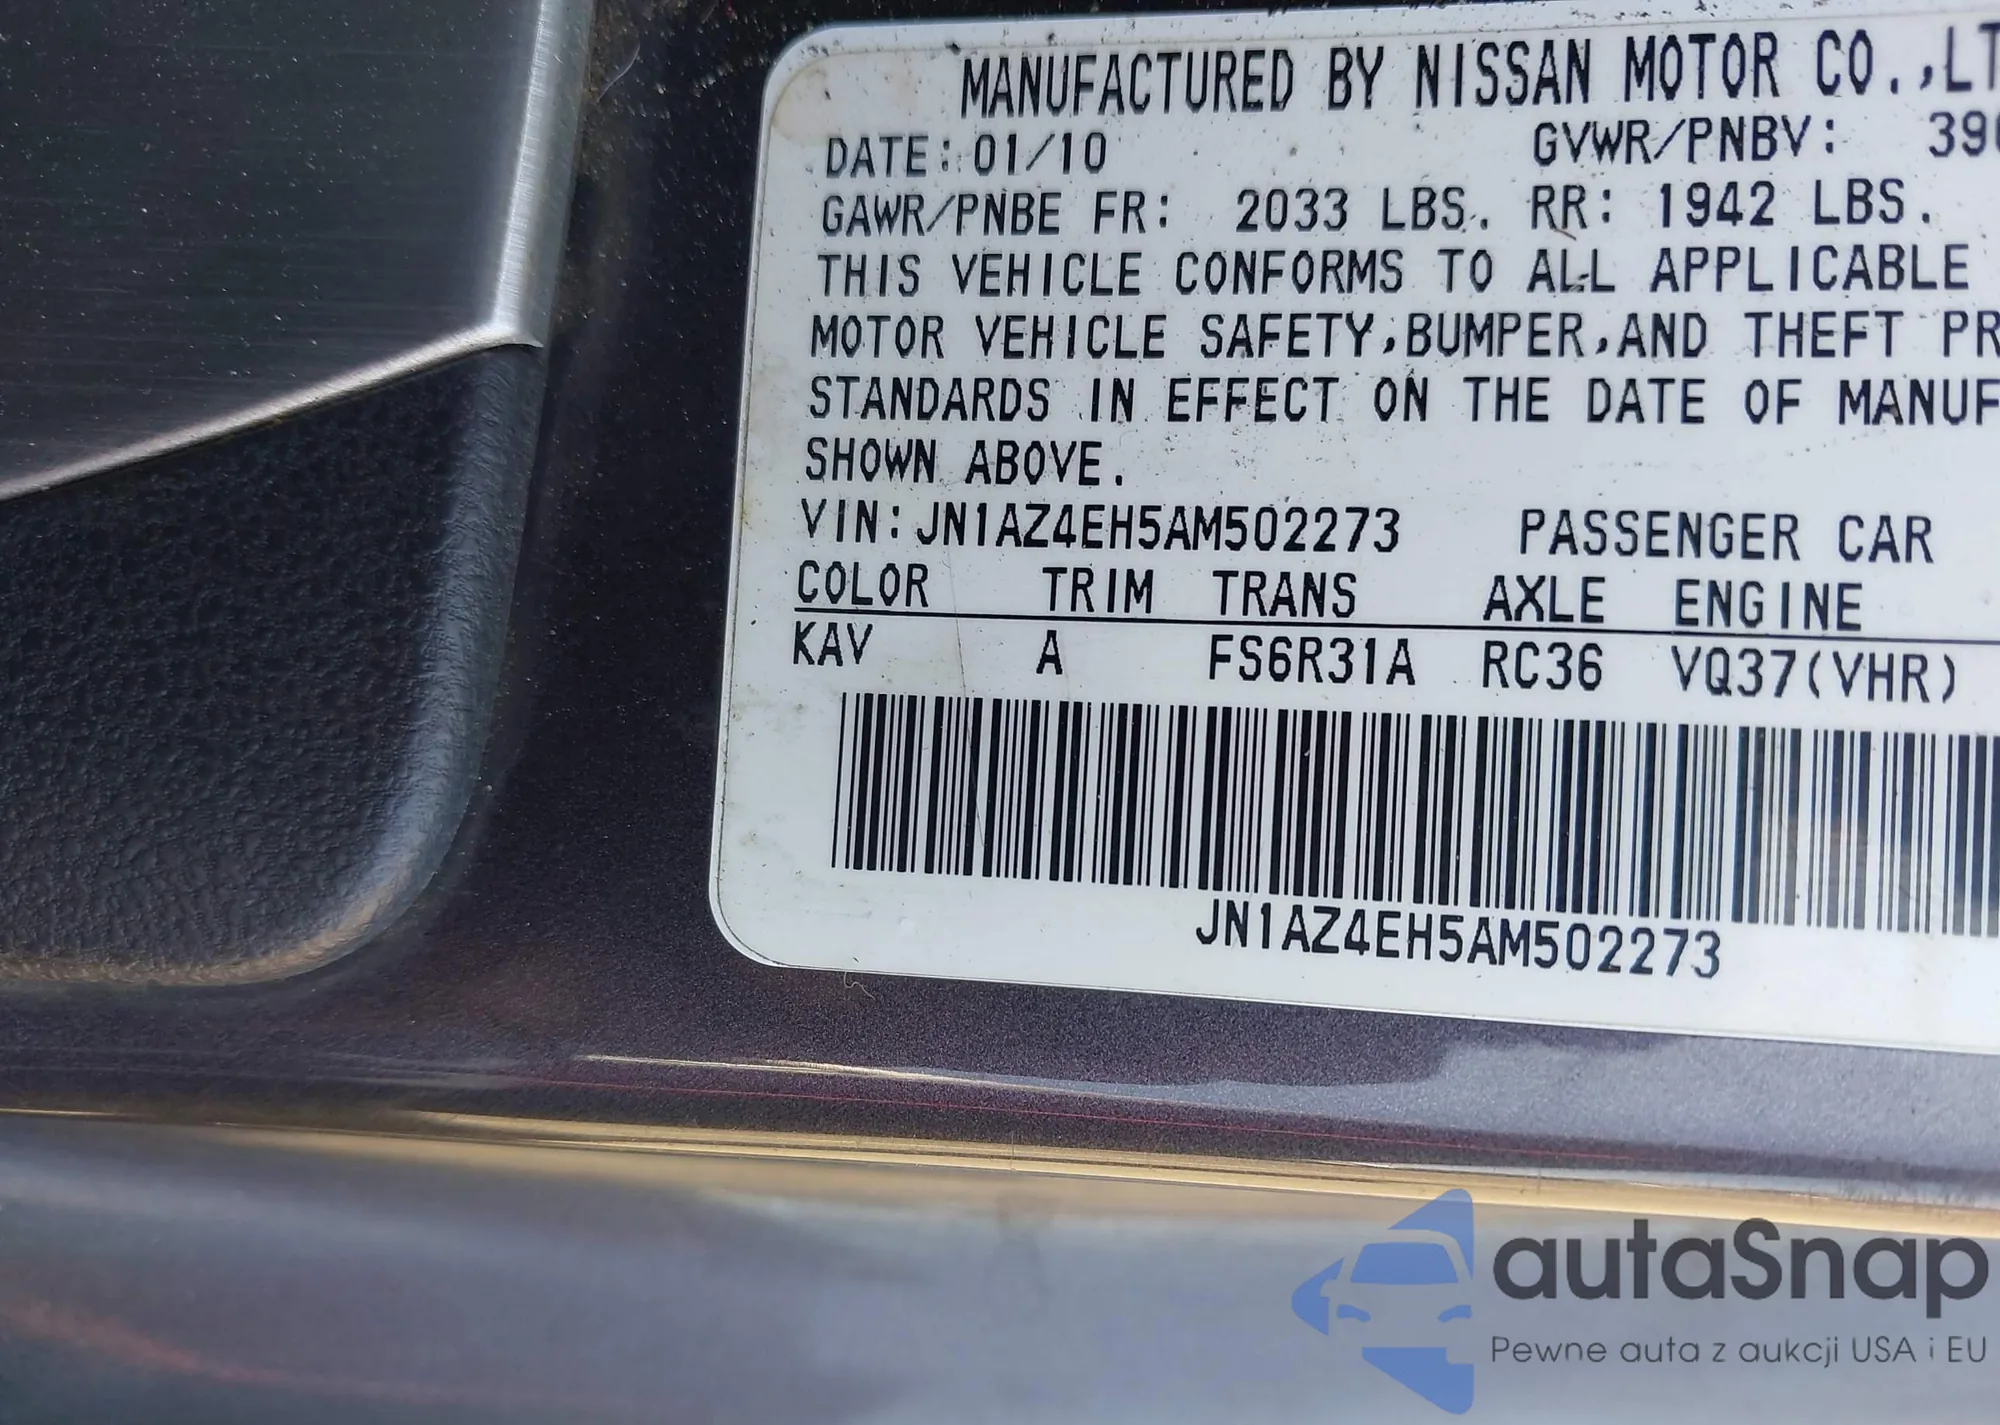 MANUFACTURED BY NISSAN MOTOR CO.,LT
DATE: 01/10 GVWR/PNBV: 390
GAWR/PNBE FR: 2033 LBS. RR: 1942 LBS.
THIS VEHICLE CONFORMS TO ALL APPLICABLE
MOTOR VEHICLE SAFETY,BUMPER,AND THEFT PR
STANDARDS IN EFFECT ON THE DATE OF MANUF
SHOWN ABOVE.
VIN:JN1AZ4EH5AM502273 PASSENGER CAR
COLOR TRIM TRANS AXLE ENGINE
KAV A FS6R31A RC36 VQ37(VHR)
JN1AZ4EH5AM502273
autaSnap
Pewne auta z aukcji USA i EU